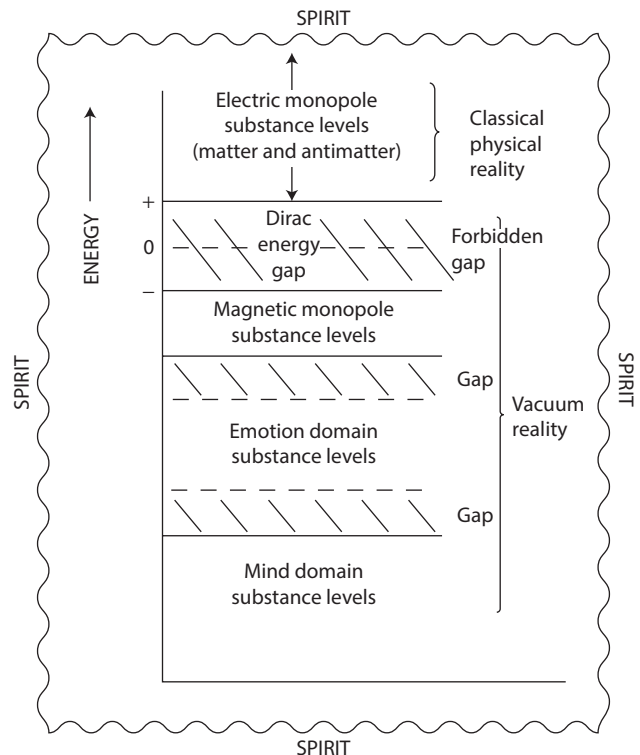 SPIRIT
Electric monopole
substance levels
(matter and antimatter)
Classical
physical
reality
ENERGY
+
0
−
Dirac
energy
gap
Forbidden
gap
Magnetic monopole
substance levels
Gap
SPIRIT
SPIRIT
Vacuum
reality
Emotion domain
substance levels
Gap
Mind domain
substance levels
SPIRIT